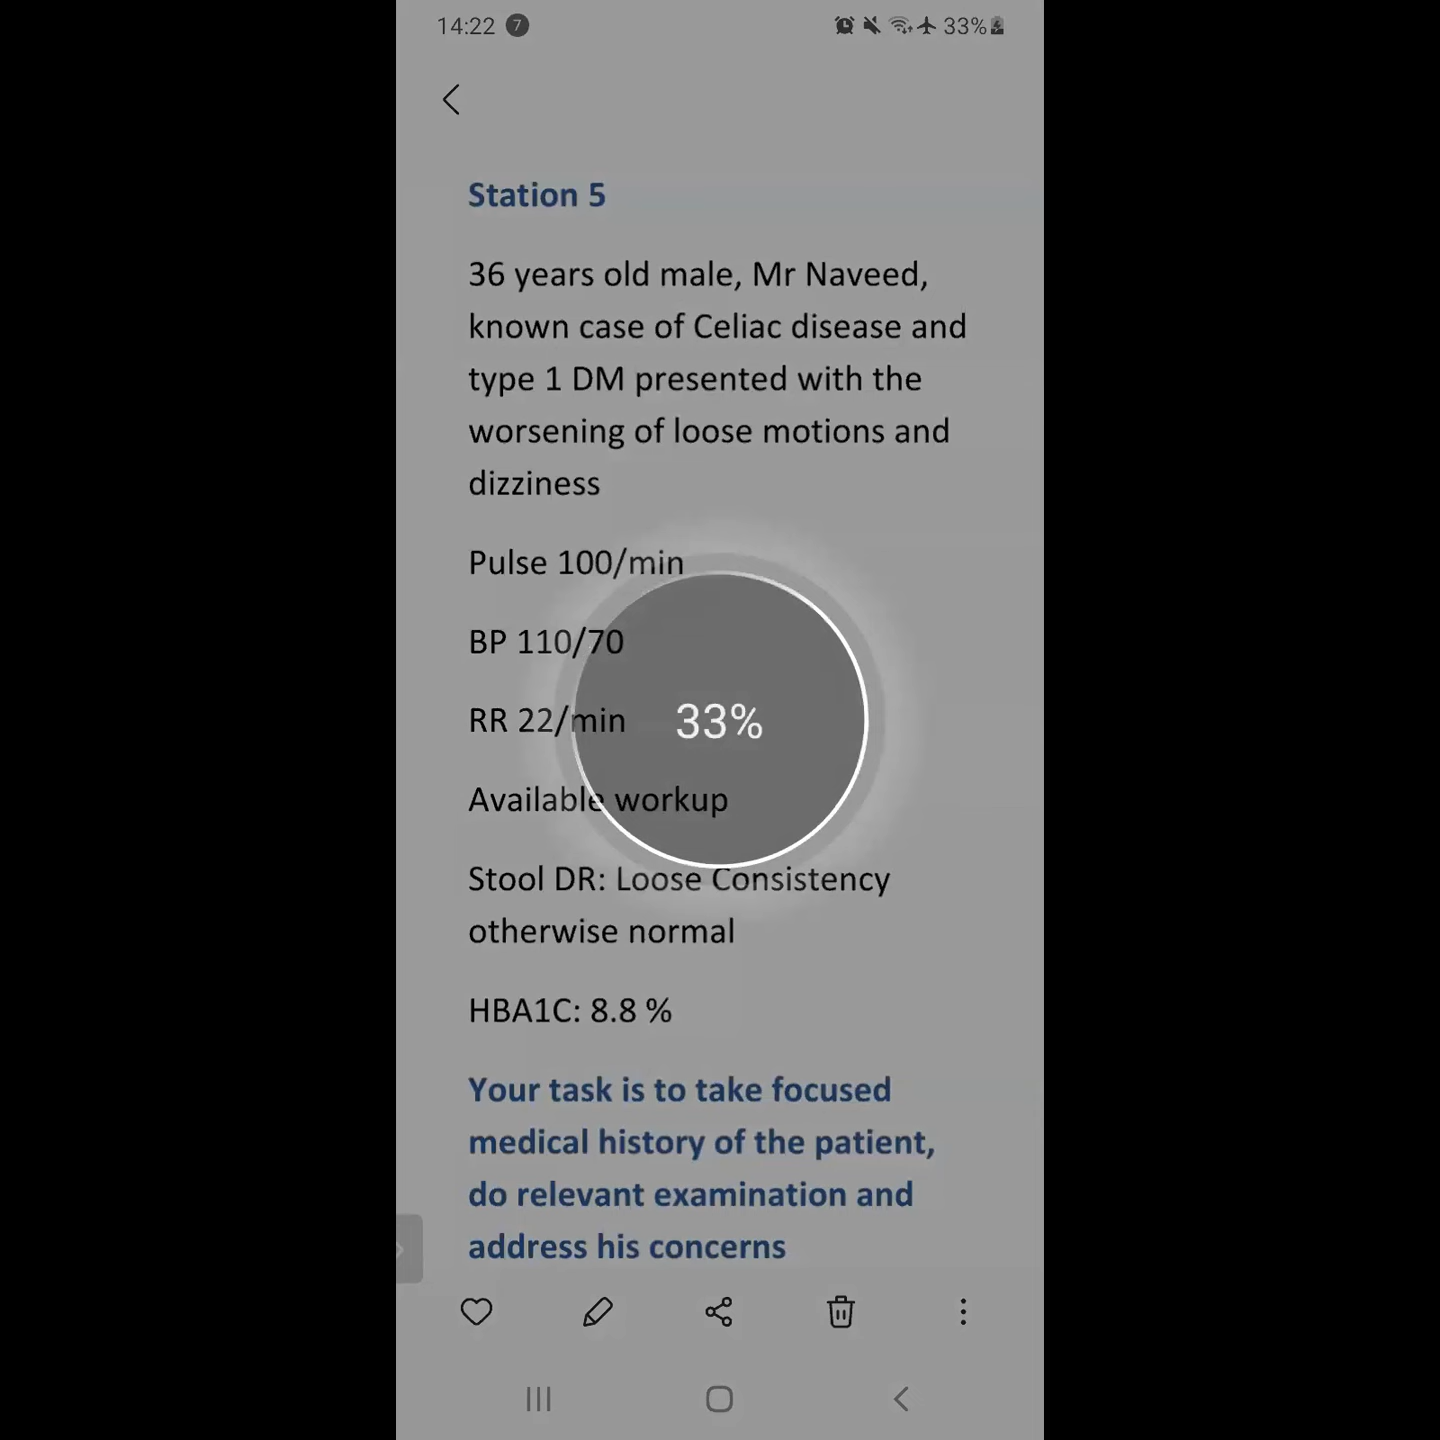 14:22 7 33%
Station 5
36 years old male, Mr Naveed,
known case of Celiac disease and
type 1 DM presented with the
worsening of loose motions and
dizziness
Pulse 100/min
BP 110/70
RR 22/min
33%
Available workup
Stool DR: Loose Consistency
otherwise normal
HBA1C: 8.8 %
Your task is to take focused
medical history of the patient,
do relevant examination and
address his concerns